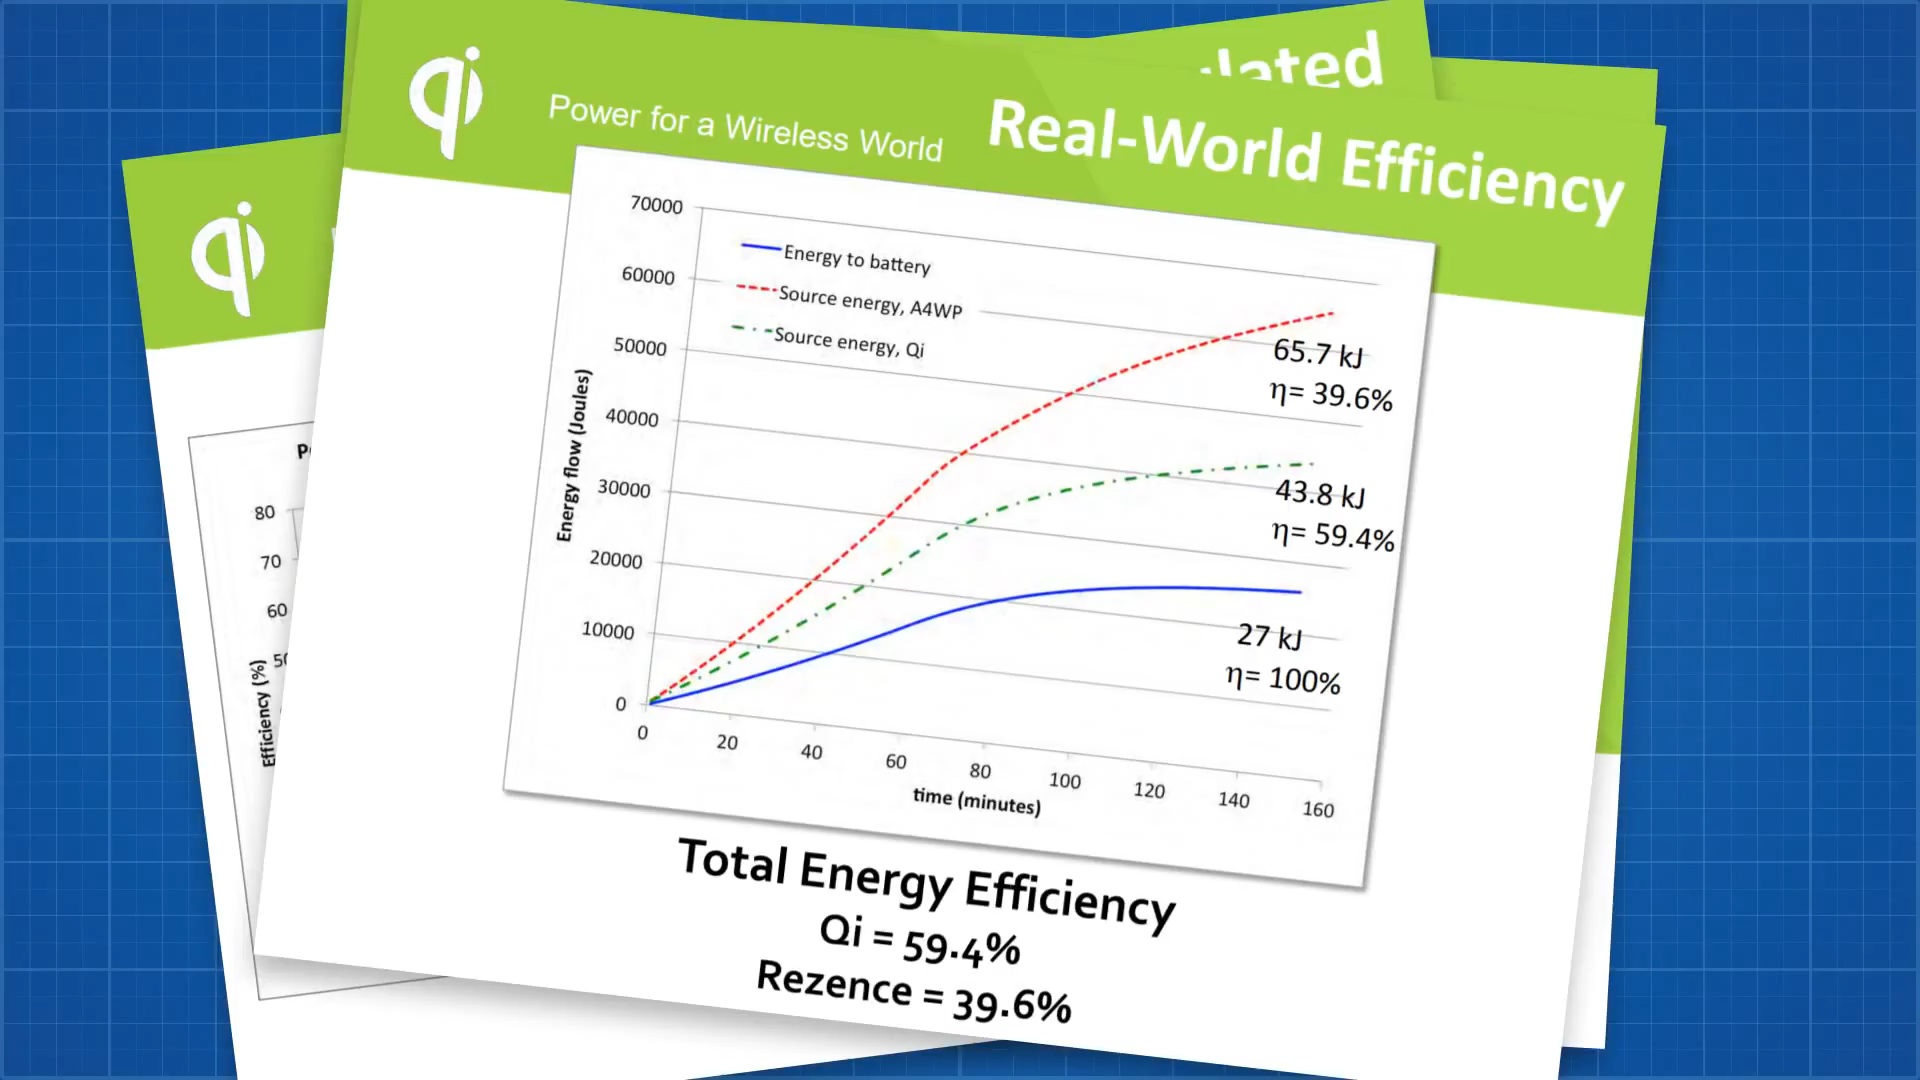 lated
qi
Power for a Wireless World
Real-World Efficiency
70000
60000
50000
40000
30000
20000
10000
0
Energy flow (Joules)
Energy to battery
Source energy, A4WP
Source energy, Qi
65.7 kJ
η= 39.6%
43.8 kJ
η= 59.4%
27 kJ
η= 100%
0 20 40 60 80 100 120 140 160
time (minutes)
Total Energy Efficiency
Qi = 59.4%
Rezence = 39.6%
qi
80
70
60
Efficiency (%)